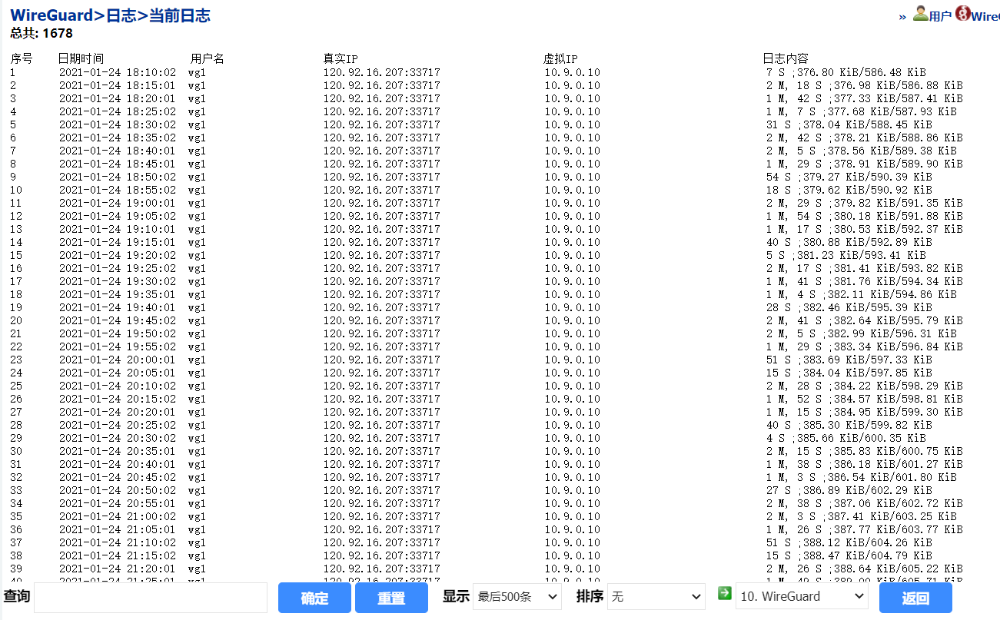 WireGuard>日志>当前日志
» 用户 Wire
总共: 1678
序号 日期时间 用户名 真实IP 虚拟IP 日志内容
1 2021-01-24 18:10:02 wg1 120.92.16.207:33717 10.9.0.10 7 S ;376.80 KiB/586.48 KiB
2 2021-01-24 18:15:01 wg1 120.92.16.207:33717 10.9.0.10 2 M, 18 S ;376.98 KiB/586.88 KiB
3 2021-01-24 18:20:01 wg1 120.92.16.207:33717 10.9.0.10 1 M, 42 S ;377.33 KiB/587.41 KiB
4 2021-01-24 18:25:02 wg1 120.92.16.207:33717 10.9.0.10 1 M, 7 S ;377.68 KiB/587.93 KiB
5 2021-01-24 18:30:02 wg1 120.92.16.207:33717 10.9.0.10 31 S ;378.04 KiB/588.45 KiB
6 2021-01-24 18:35:02 wg1 120.92.16.207:33717 10.9.0.10 2 M, 42 S ;378.21 KiB/588.86 KiB
7 2021-01-24 18:40:01 wg1 120.92.16.207:33717 10.9.0.10 2 M, 5 S ;378.56 KiB/589.38 KiB
8 2021-01-24 18:45:01 wg1 120.92.16.207:33717 10.9.0.10 1 M, 29 S ;378.91 KiB/589.90 KiB
9 2021-01-24 18:50:02 wg1 120.92.16.207:33717 10.9.0.10 54 S ;379.27 KiB/590.39 KiB
10 2021-01-24 18:55:02 wg1 120.92.16.207:33717 10.9.0.10 18 S ;379.62 KiB/590.92 KiB
11 2021-01-24 19:00:01 wg1 120.92.16.207:33717 10.9.0.10 2 M, 29 S ;379.82 KiB/591.35 KiB
12 2021-01-24 19:05:02 wg1 120.92.16.207:33717 10.9.0.10 1 M, 54 S ;380.18 KiB/591.88 KiB
13 2021-01-24 19:10:01 wg1 120.92.16.207:33717 10.9.0.10 1 M, 17 S ;380.53 KiB/592.37 KiB
14 2021-01-24 19:15:01 wg1 120.92.16.207:33717 10.9.0.10 40 S ;380.88 KiB/592.89 KiB
15 2021-01-24 19:20:02 wg1 120.92.16.207:33717 10.9.0.10 5 S ;381.23 KiB/593.41 KiB
16 2021-01-24 19:25:02 wg1 120.92.16.207:33717 10.9.0.10 2 M, 17 S ;381.41 KiB/593.82 KiB
17 2021-01-24 19:30:02 wg1 120.92.16.207:33717 10.9.0.10 1 M, 41 S ;381.76 KiB/594.34 KiB
18 2021-01-24 19:35:01 wg1 120.92.16.207:33717 10.9.0.10 1 M, 4 S ;382.11 KiB/594.86 KiB
19 2021-01-24 19:40:01 wg1 120.92.16.207:33717 10.9.0.10 28 S ;382.46 KiB/595.39 KiB
20 2021-01-24 19:45:02 wg1 120.92.16.207:33717 10.9.0.10 2 M, 41 S ;382.64 KiB/595.79 KiB
21 2021-01-24 19:50:02 wg1 120.92.16.207:33717 10.9.0.10 2 M, 5 S ;382.99 KiB/596.31 KiB
22 2021-01-24 19:55:02 wg1 120.92.16.207:33717 10.9.0.10 1 M, 29 S ;383.34 KiB/596.84 KiB
23 2021-01-24 20:00:01 wg1 120.92.16.207:33717 10.9.0.10 51 S ;383.69 KiB/597.33 KiB
24 2021-01-24 20:05:01 wg1 120.92.16.207:33717 10.9.0.10 15 S ;384.04 KiB/597.85 KiB
25 2021-01-24 20:10:02 wg1 120.92.16.207:33717 10.9.0.10 2 M, 28 S ;384.22 KiB/598.29 KiB
26 2021-01-24 20:15:02 wg1 120.92.16.207:33717 10.9.0.10 1 M, 52 S ;384.57 KiB/598.81 KiB
27 2021-01-24 20:20:01 wg1 120.92.16.207:33717 10.9.0.10 1 M, 15 S ;384.95 KiB/599.30 KiB
28 2021-01-24 20:25:02 wg1 120.92.16.207:33717 10.9.0.10 40 S ;385.30 KiB/599.82 KiB
29 2021-01-24 20:30:02 wg1 120.92.16.207:33717 10.9.0.10 4 S ;385.66 KiB/600.35 KiB
30 2021-01-24 20:35:01 wg1 120.92.16.207:33717 10.9.0.10 2 M, 15 S ;385.83 KiB/600.75 KiB
31 2021-01-24 20:40:01 wg1 120.92.16.207:33717 10.9.0.10 1 M, 38 S ;386.18 KiB/601.27 KiB
32 2021-01-24 20:45:02 wg1 120.92.16.207:33717 10.9.0.10 1 M, 3 S ;386.54 KiB/601.80 KiB
33 2021-01-24 20:50:02 wg1 120.92.16.207:33717 10.9.0.10 27 S ;386.89 KiB/602.29 KiB
34 2021-01-24 20:55:01 wg1 120.92.16.207:33717 10.9.0.10 2 M, 38 S ;387.06 KiB/602.72 KiB
35 2021-01-24 21:00:02 wg1 120.92.16.207:33717 10.9.0.10 2 M, 3 S ;387.41 KiB/603.25 KiB
36 2021-01-24 21:05:01 wg1 120.92.16.207:33717 10.9.0.10 1 M, 26 S ;387.77 KiB/603.77 KiB
37 2021-01-24 21:10:02 wg1 120.92.16.207:33717 10.9.0.10 51 S ;388.12 KiB/604.26 KiB
38 2021-01-24 21:15:02 wg1 120.92.16.207:33717 10.9.0.10 15 S ;388.47 KiB/604.79 KiB
39 2021-01-24 21:20:01 wg1 120.92.16.207:33717 10.9.0.10 2 M, 26 S ;388.64 KiB/605.22 KiB
查询 确定 重置 显示 最后500条 排序 无 10. WireGuard 返回